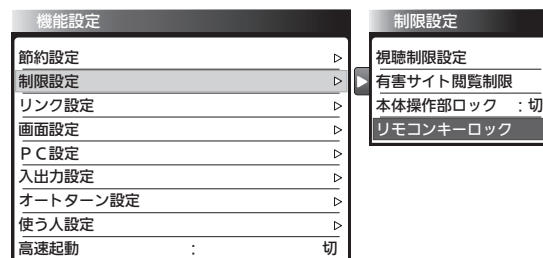 機能設定
節約設定
制限設定
リンク設定
画面設定
PC設定
入出力設定
オートターン設定
使う人設定
高速起動 : 切
制限設定
視聴制限設定
有害サイト閲覧制限
本体操作部ロック :切
リモコンキーロック